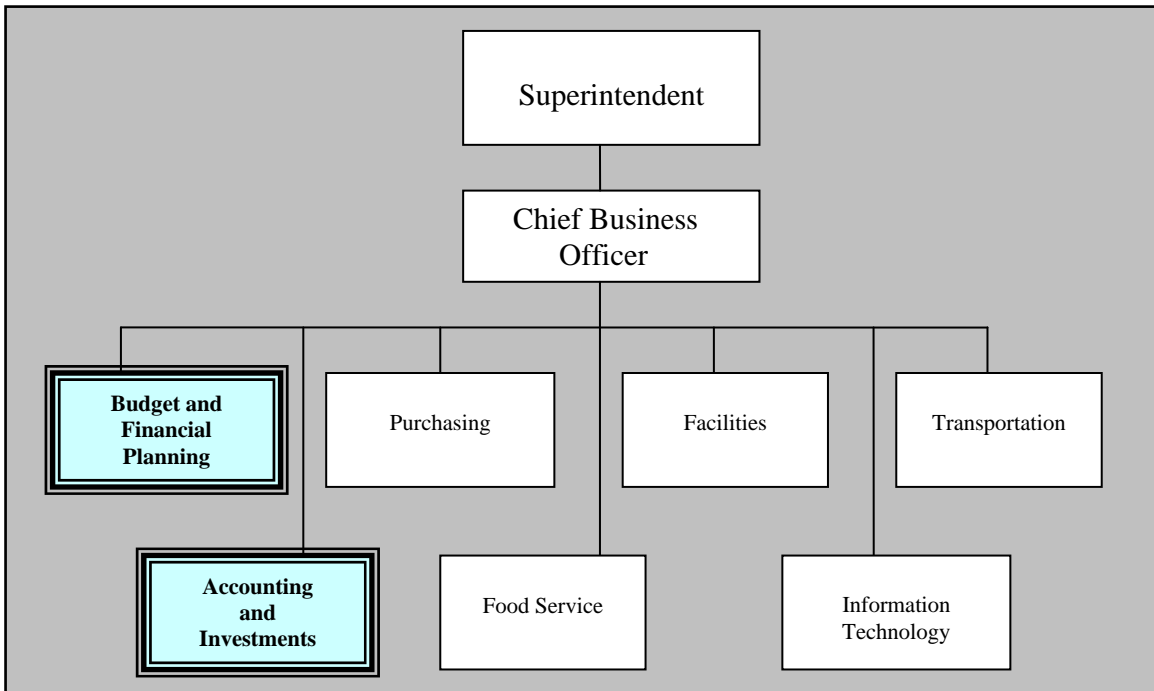 Superintendent
Chief Business
Officer
Budget and
Financial
Planning
Purchasing
Facilities
Transportation
Accounting
and
Investments
Food Service
Information
Technology